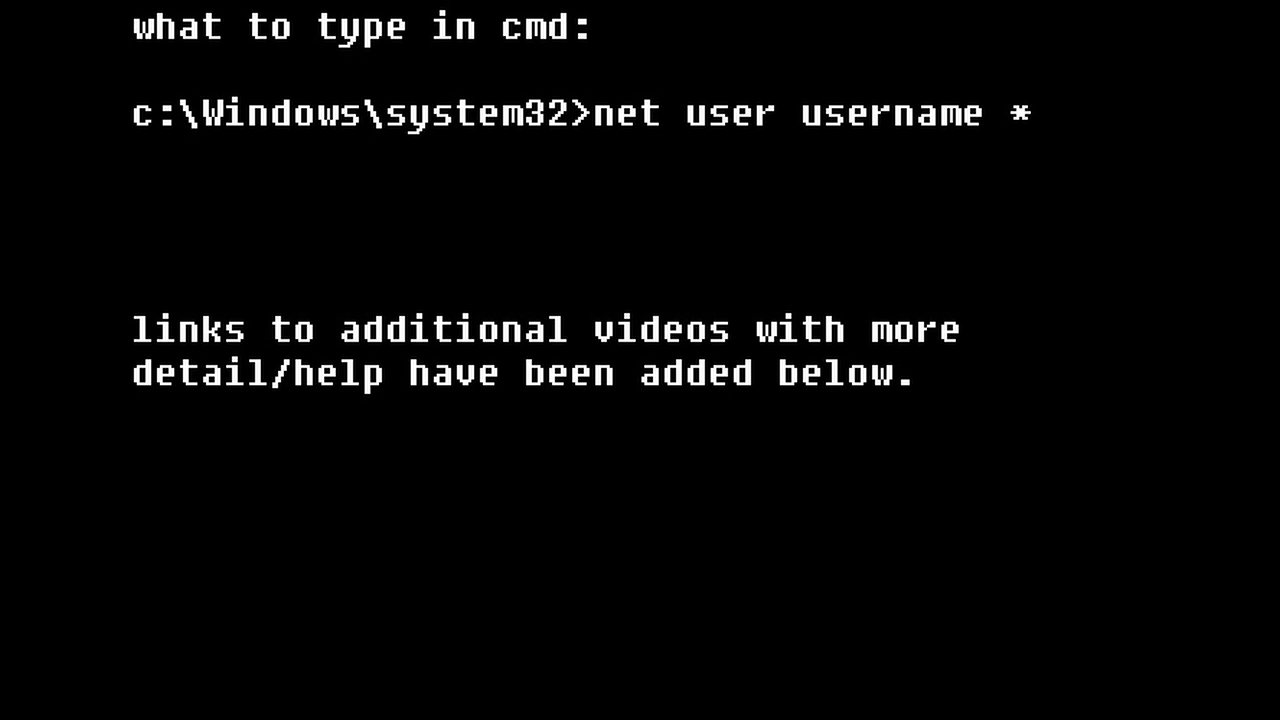 what to type in cmd:
c:\Windows\system32>net user username *
links to additional videos with more
detail/help have been added below.